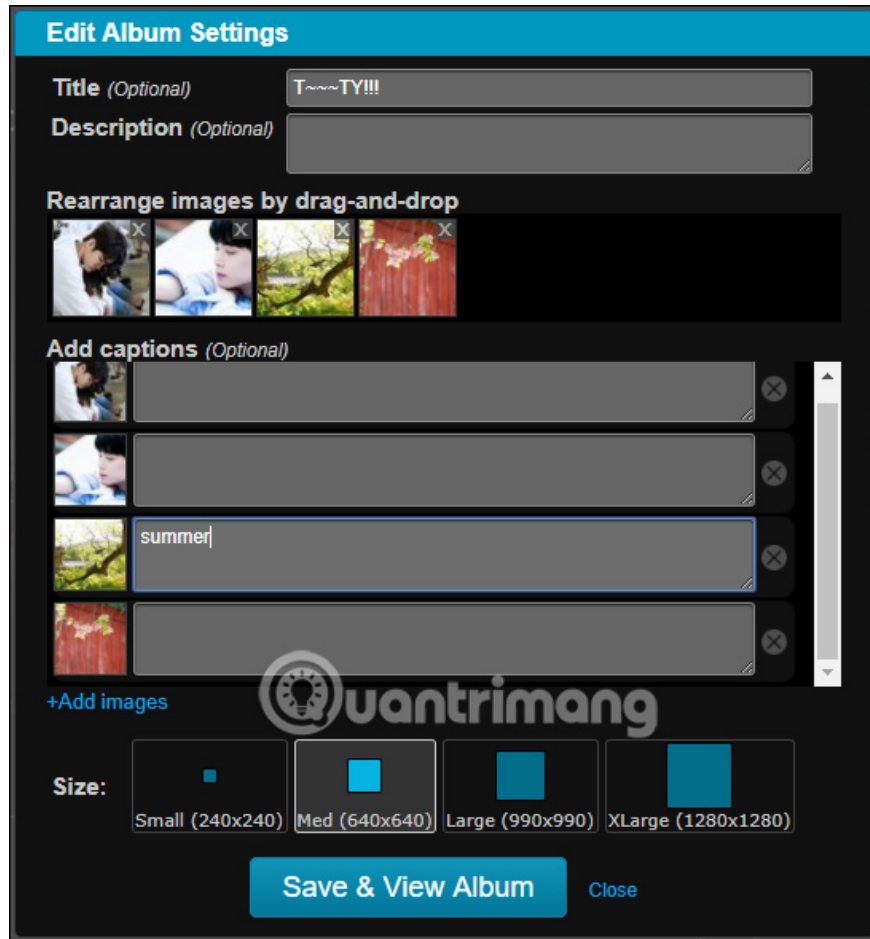 Edit Album Settings
Title (Optional)
T~~~TY!!!
Description (Optional)
Rearrange images by drag-and-drop
X X X X
Add captions (Optional)
summer
+Add images
Quantrimang
Size:
Small (240x240) Med (640x640) Large (990x990) XLarge (1280x1280)
Save & View Album Close